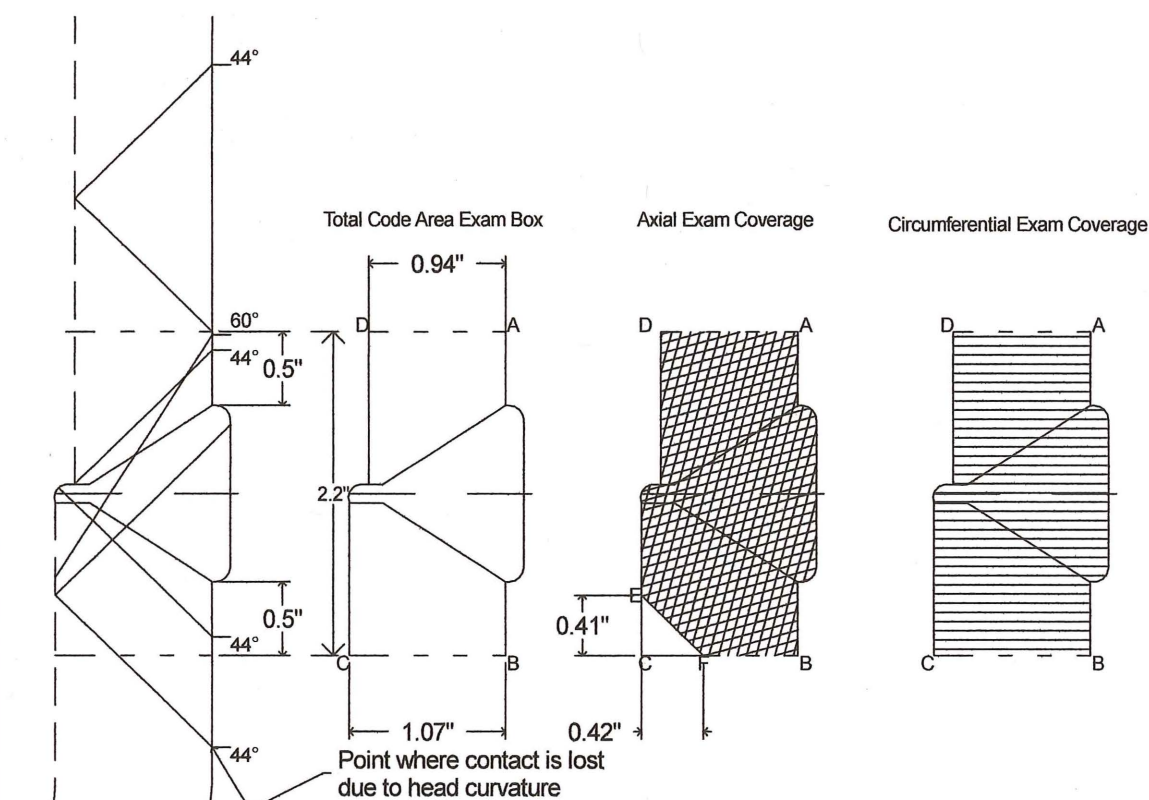 44°
Total Code Area Exam Box
Axial Exam Coverage
Circumferential Exam Coverage
0.94"
60°
44°
0.5"
D
A
D
A
D
A
2.2"
0.5"
44°
E
0.41"
C
B
C
F
B
C
B
1.07"
0.42"
44°
Point where contact is lost
due to head curvature